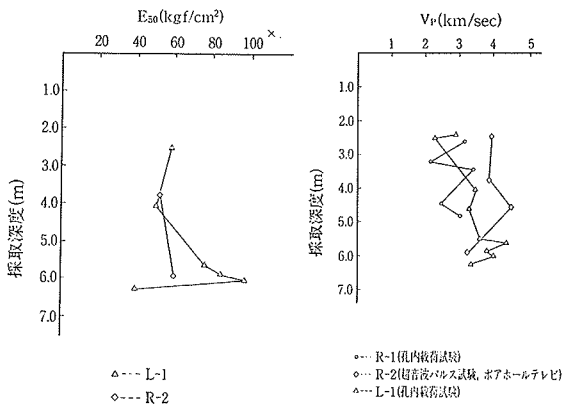 E₅₀(kgf/cm²)
×.
20 40 60 80 100
1.0
2.0
3.0
4.0
5.0
6.0
7.0
採取深度(m)
△--- L-1
◇--- R-2
VP(km/sec)
1 2 3 4 5
1.0
2.0
3.0
4.0
5.0
6.0
7.0
採取深度(m)
R-1(孔内載荷試験)
R-2(超音波パルス試験, ボアホールテレビ)
L-1(孔内載荷試験)